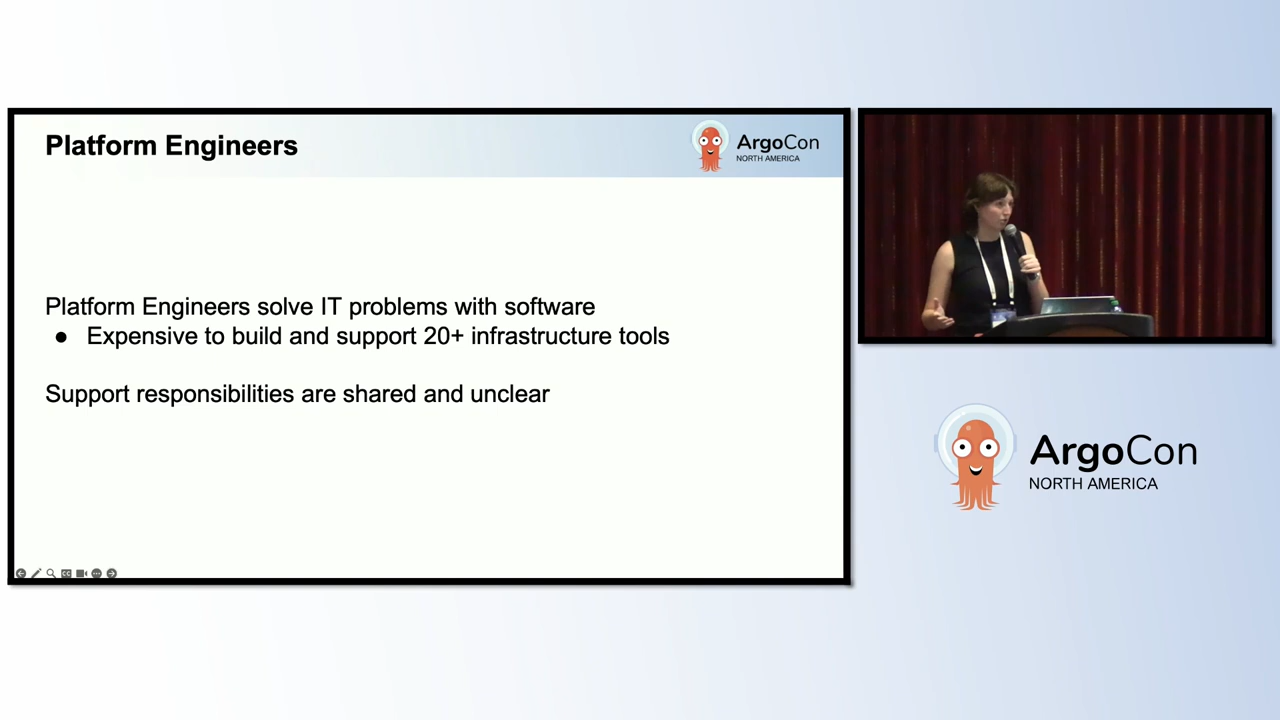 Platform Engineers
ArgoCon
NORTH AMERICA
Platform Engineers solve IT problems with software
● Expensive to build and support 20+ infrastructure tools
Support responsibilities are shared and unclear
ArgoCon
NORTH AMERICA